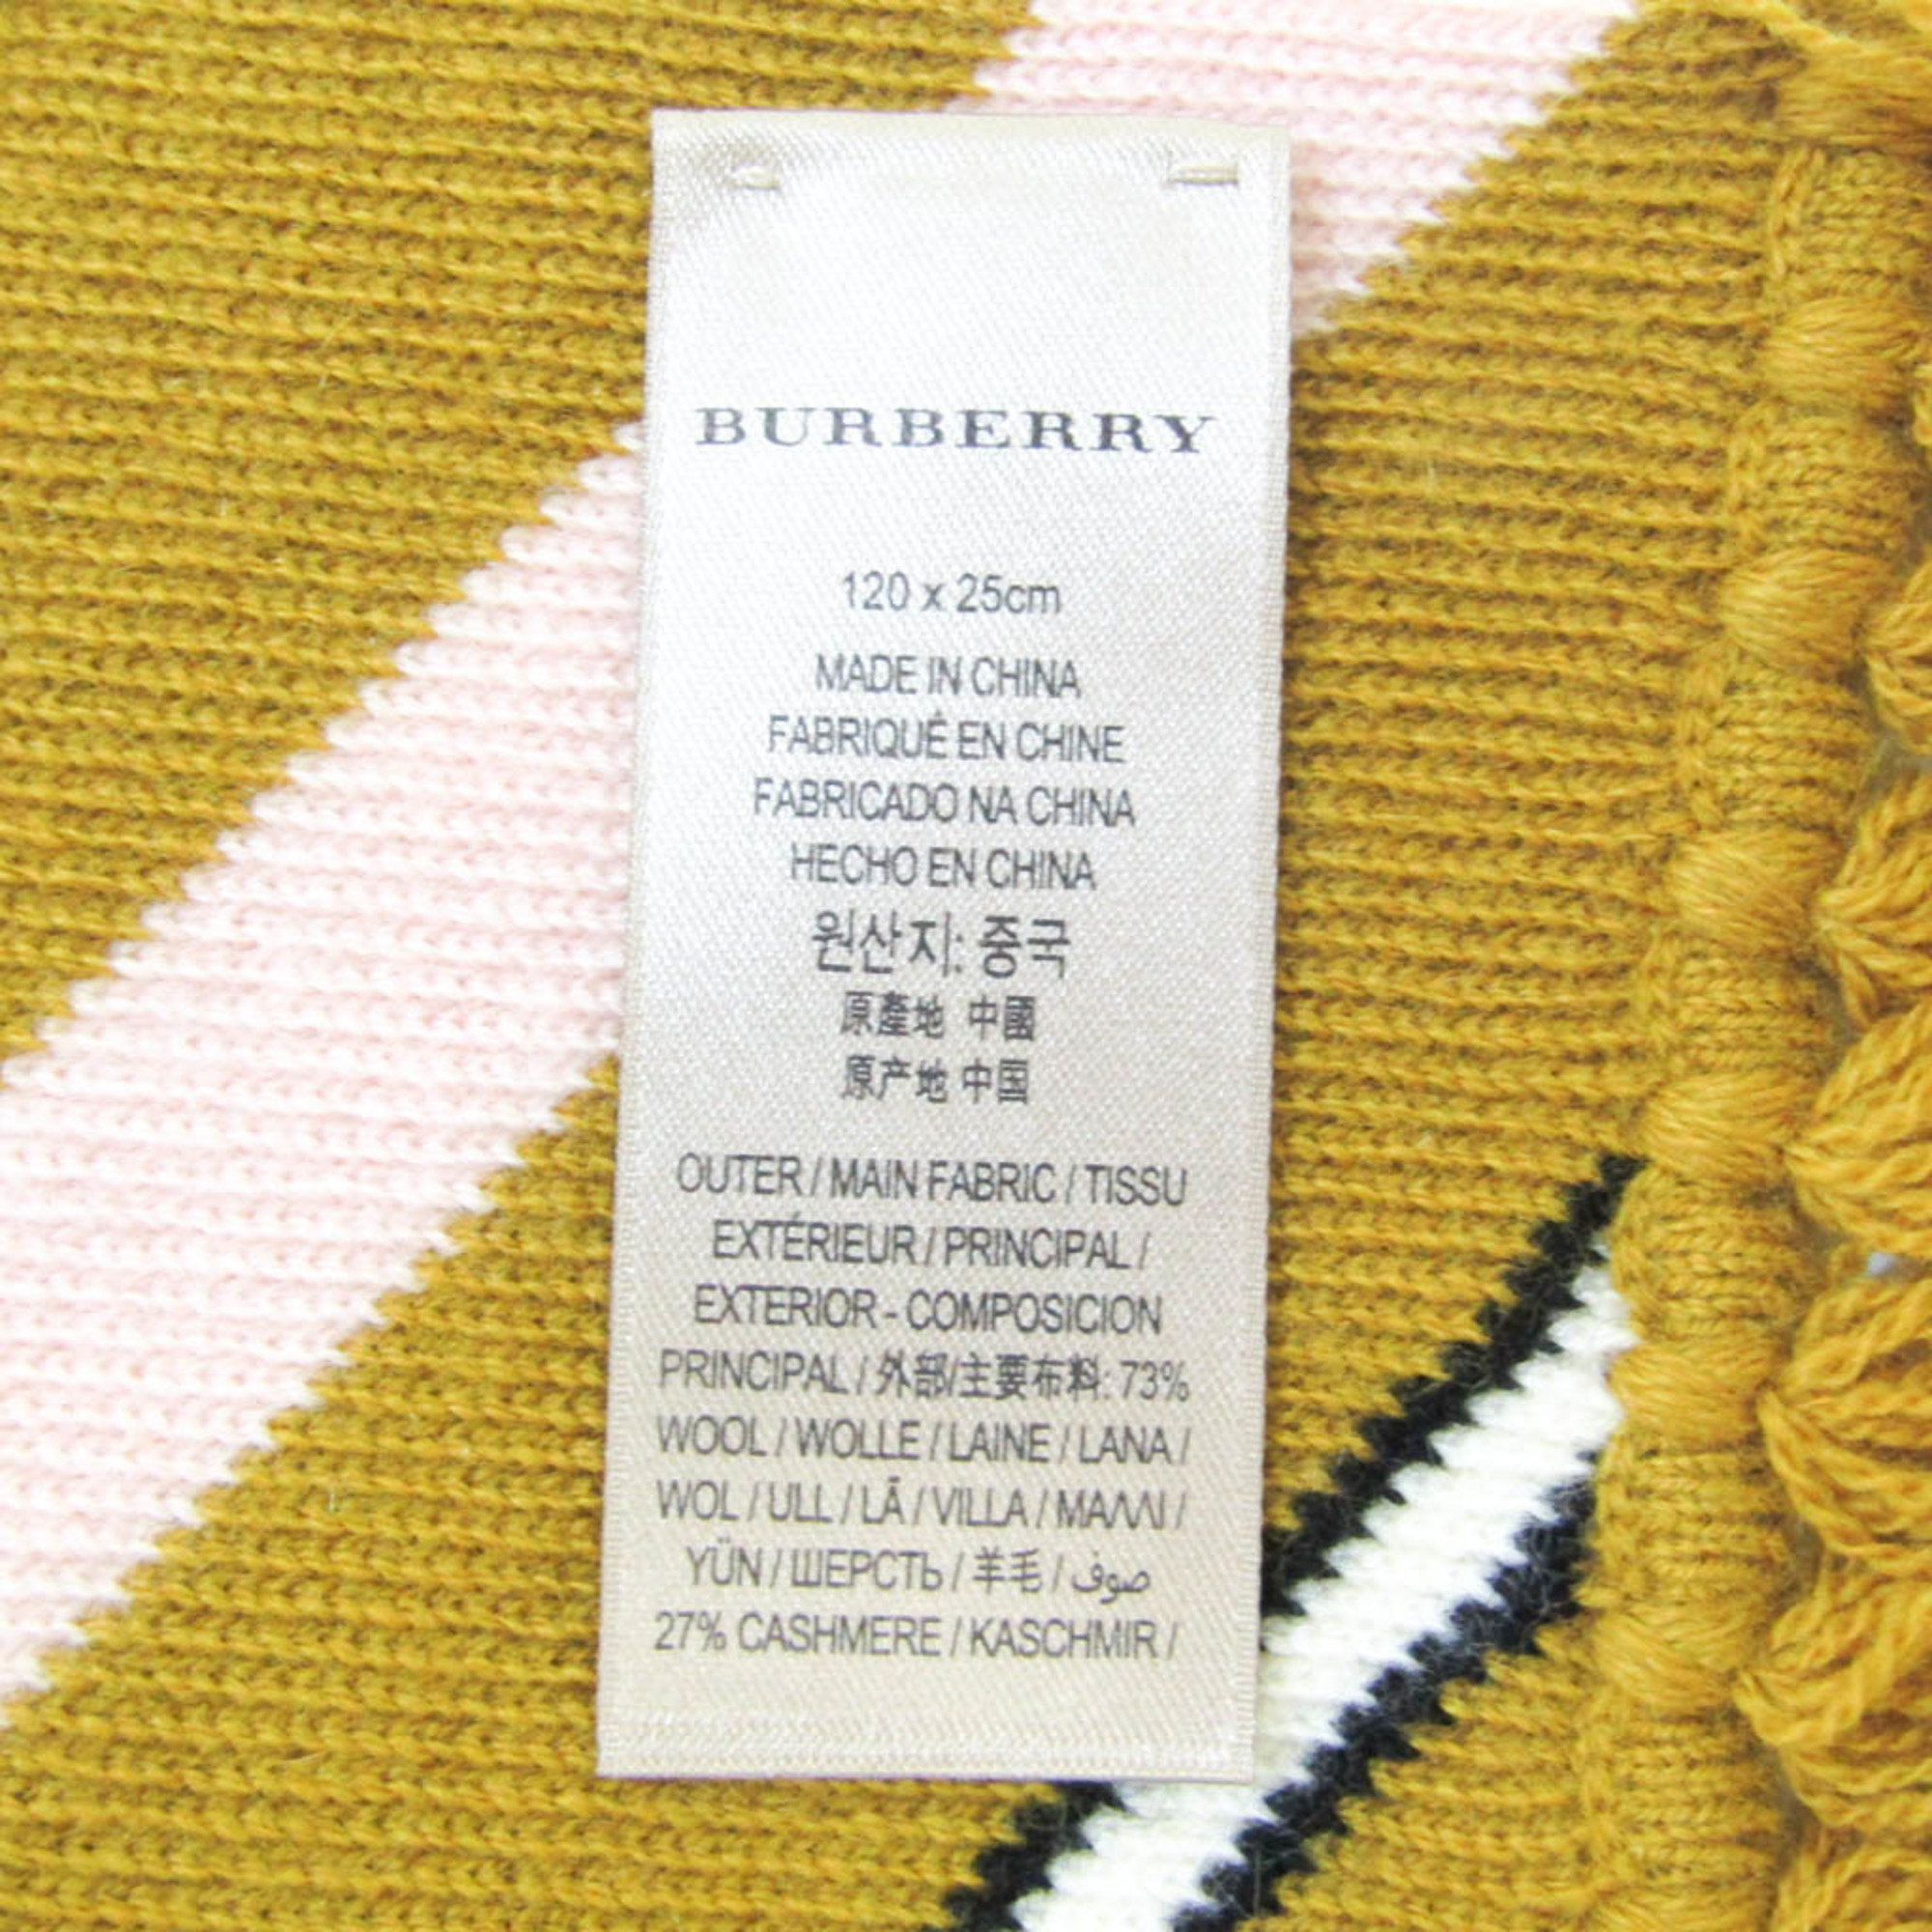 BURBERRY
120 x 25cm
MADE IN CHINA
FABRIQUÉ EN CHINE
FABRICADO NA CHINA
HECHO EN CHINA
원산지: 중국
原產地 中國
原产地 中国
OUTER / MAIN FABRIC / TISSU
EXTÉRIEUR / PRINCIPAL /
EXTERIOR - COMPOSICION
PRINCIPAL / 外部/主要布料: 73%
WOOL / WOLLE / LAINE / LANA /
WOL / ULL / LÃ / VILLA / ΜΑΛΛΙ /
YÜN / ШЕРСТЬ / 羊毛 / صوف
27% CASHMERE / KASCHMIR /